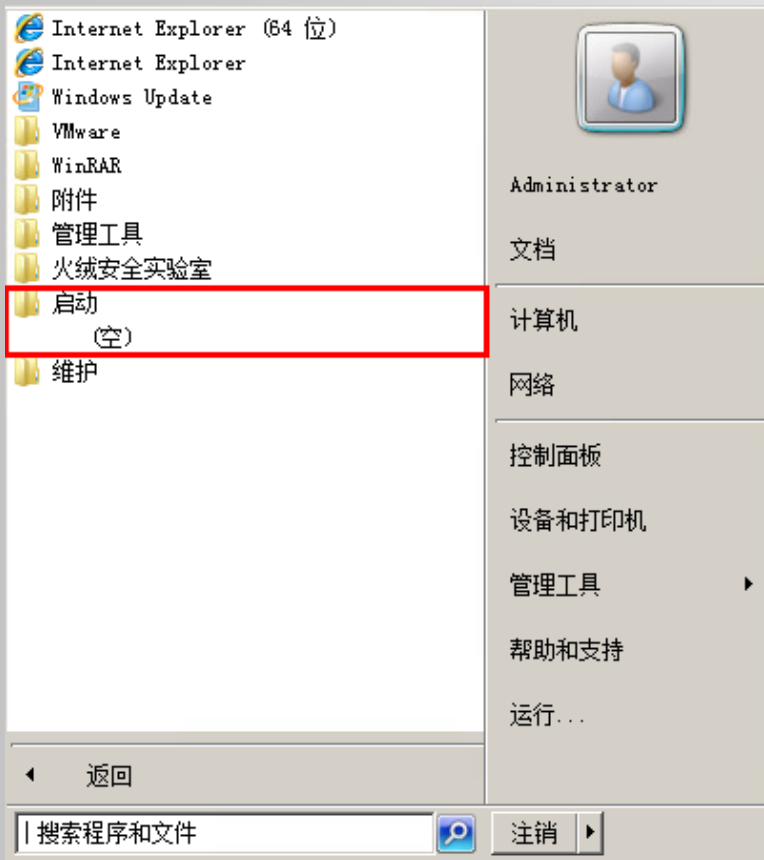 Internet Explorer (64 位)
Internet Explorer
Windows Update
VMware
WinRAR
附件
管理工具
火绒安全实验室
启动
(空)
维护
返回
搜索程序和文件
Administrator
文档
计算机
网络
控制面板
设备和打印机
管理工具
帮助和支持
运行...
注销